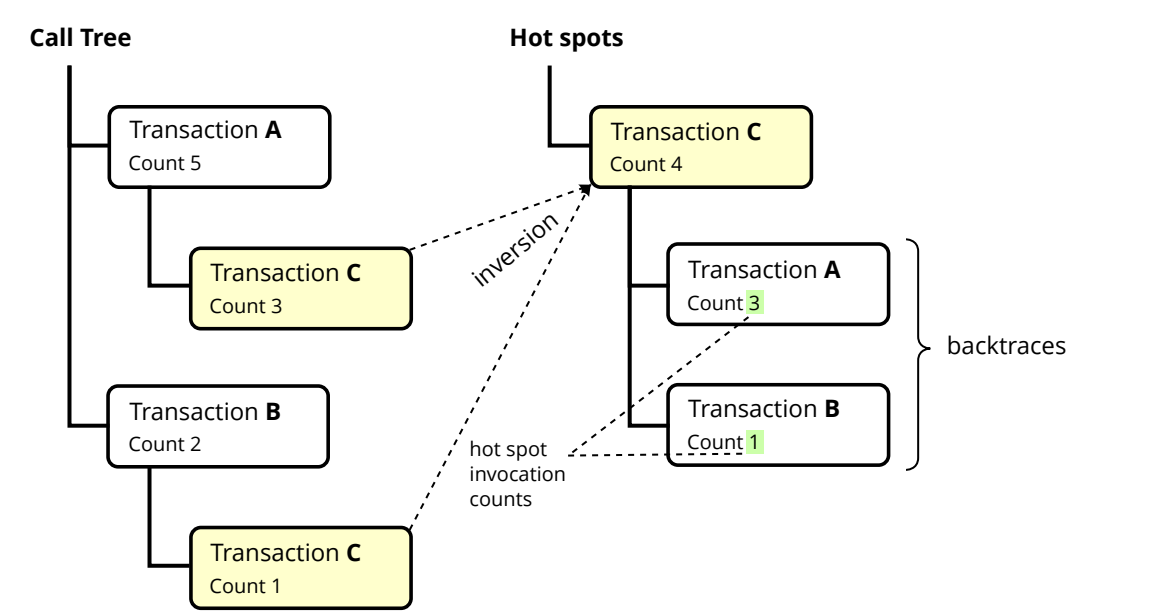 Call Tree
Transaction A
Count 5
Transaction C
Count 3
Transaction B
Count 2
Transaction C
Count 1
inversion
Hot spots
Transaction C
Count 4
Transaction A
Count 3
Transaction B
Count 1
backtraces
hot spot
invocation
counts